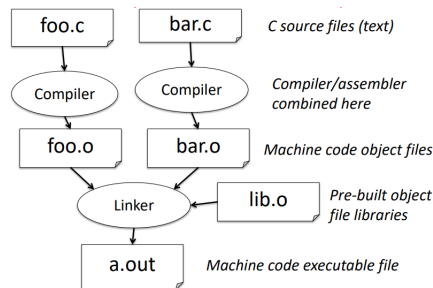 foo.c
bar.c
C source files (text)
Compiler
Compiler
Compiler/assembler
combined here
foo.o
bar.o
Machine code object files
Linker
lib.o
Pre-built object
file libraries
a.out
Machine code executable file